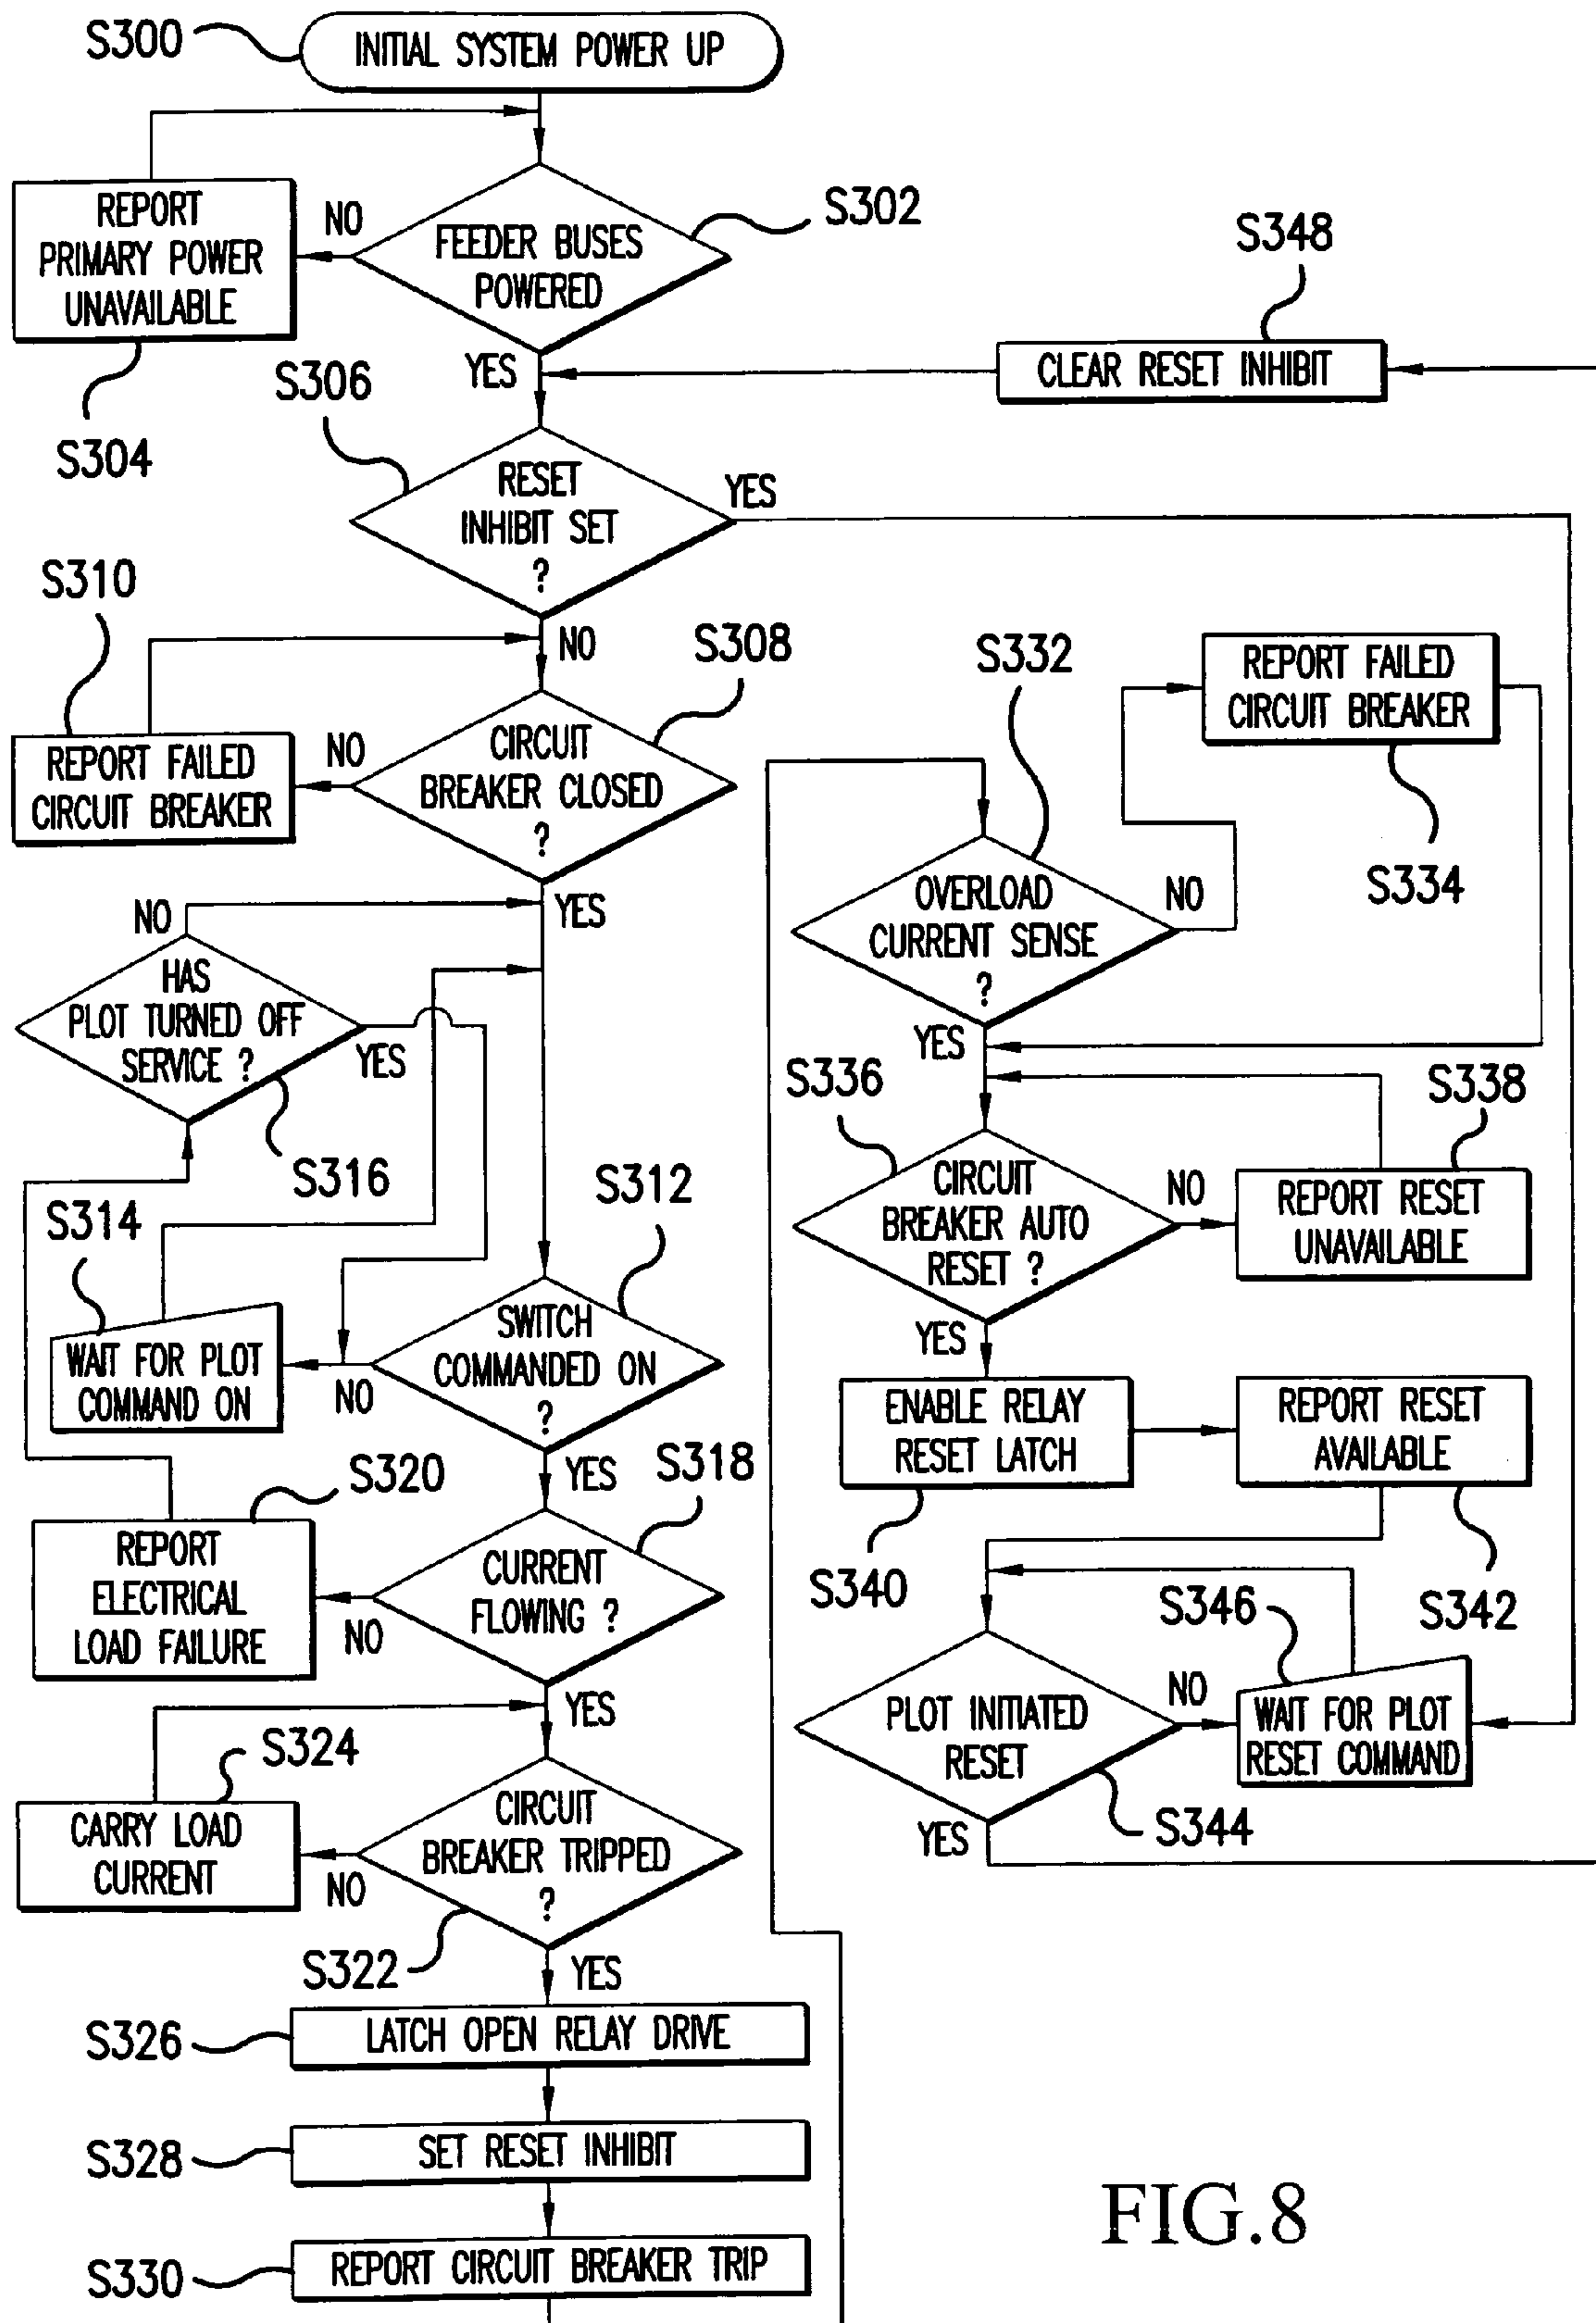 S300
INITIAL SYSTEM POWER UP
REPORT
PRIMARY POWER
UNAVAILABLE
NO
FEEDER BUSES
POWERED
S302
S304
YES
S348
CLEAR RESET INHIBIT
S306
RESET
INHIBIT SET
?
YES
S310
NO
S308
REPORT FAILED
CIRCUIT BREAKER
NO
CIRCUIT
BREAKER CLOSED
?
YES
NO
HAS
PLOT TURNED OFF
SERVICE ?
YES
S316
S314
WAIT FOR PLOT
COMMAND ON
S312
SWITCH
COMMANDED ON
?
NO
YES
S318
S320
REPORT
ELECTRICAL
LOAD FAILURE
NO
CURRENT
FLOWING ?
YES
S324
CARRY LOAD
CURRENT
NO
CIRCUIT
BREAKER TRIPPED
?
S322
YES
S326
LATCH OPEN RELAY DRIVE
S328
SET RESET INHIBIT
S330
REPORT CIRCUIT BREAKER TRIP
S332
REPORT FAILED
CIRCUIT BREAKER
S334
OVERLOAD
CURRENT SENSE
?
NO
YES
S336
S338
CIRCUIT
BREAKER AUTO
RESET ?
NO
REPORT RESET
UNAVAILABLE
YES
ENABLE RELAY
RESET LATCH
REPORT RESET
AVAILABLE
S340
S342
S346
PLOT INITIATED
RESET
NO
WAIT FOR PLOT
RESET COMMAND
YES
S344
FIG.8